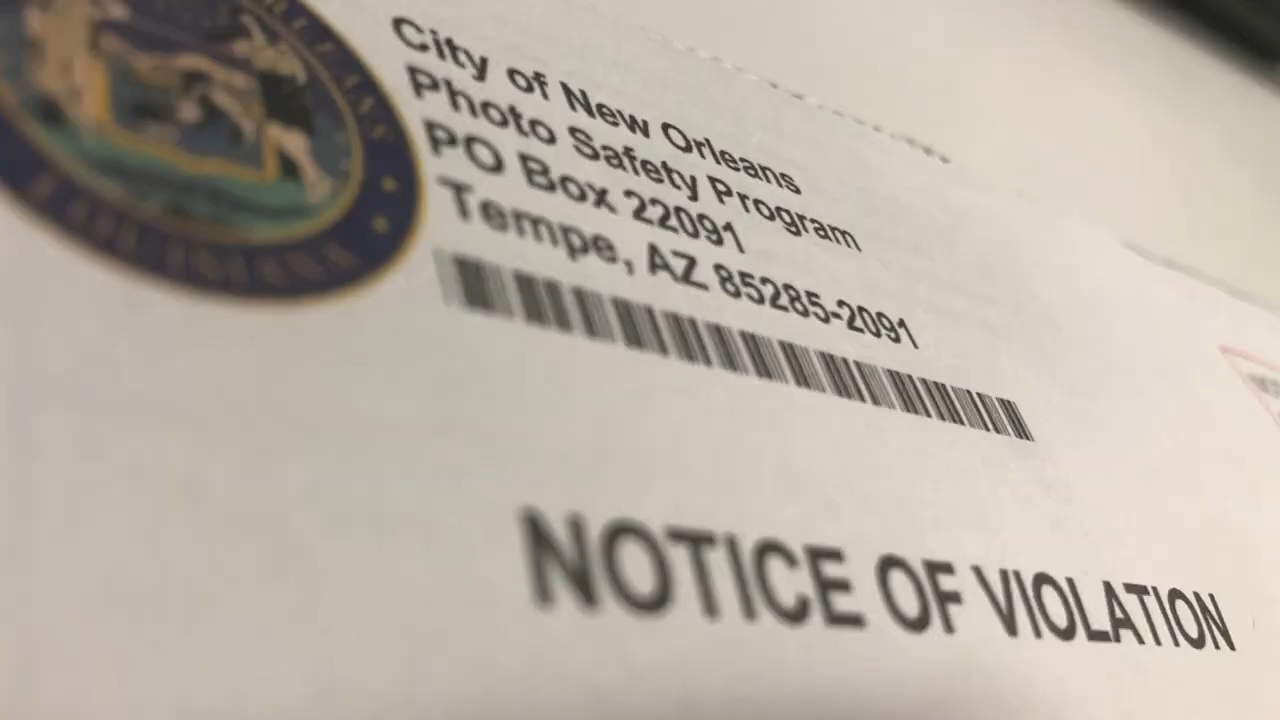 City of New Orleans
Photo Safety Program
PO Box 22091
Tempe, AZ 85285-2091
NOTICE OF VIOLATION